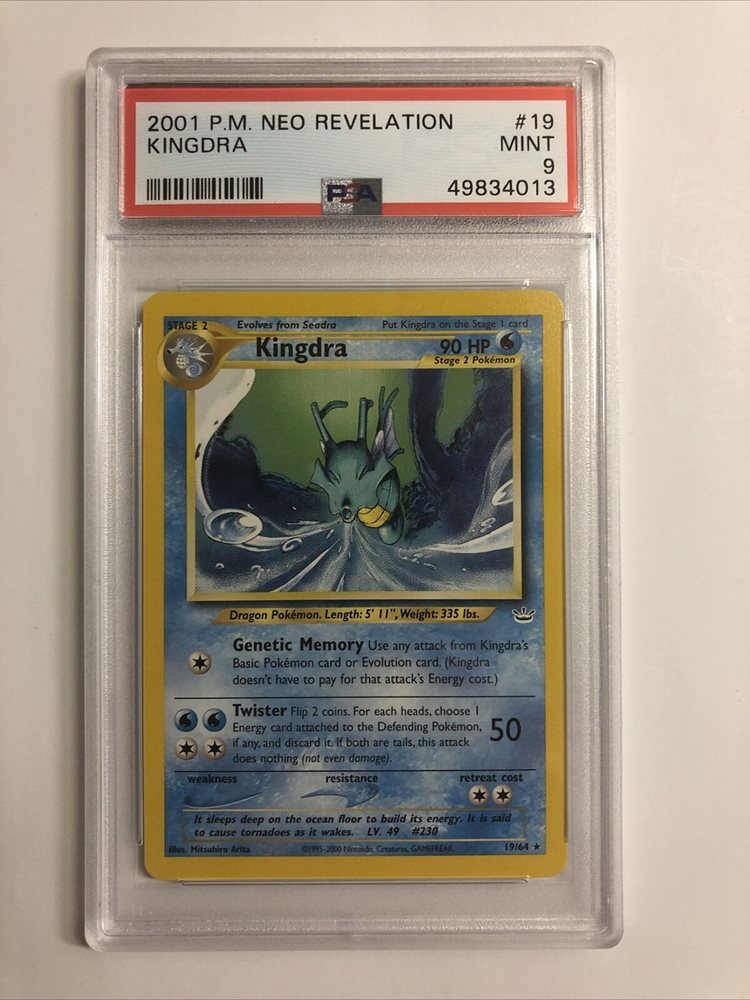 2001 P.M. NEO REVELATION #19
KINGDRA MINT
9
PSA 49834013
STAGE 2 Evolves from Seadra Put Kingdra on the Stage 1 card
Kingdra 90 HP
Stage 2 Pokémon
Dragon Pokémon. Length: 5' 11", Weight: 335 lbs.
Genetic Memory Use any attack from Kingdra's
Basic Pokémon card or Evolution card. (Kingdra
doesn't have to pay for that attack's Energy cost.)
Twister Flip 2 coins. For each heads, choose 1
Energy card attached to the Defending Pokémon, 50
if any, and discard it. If both are tails, this attack
does nothing (not even damage).
weakness resistance retreat cost
It sleeps deep on the ocean floor to build its energy. It is said
to cause tornadoes as it wakes. LV. 49 #230
Illus. Mitsuhiro Arita ©1995-2000 Nintendo, Creatures, GAMEFREAK. 19/64 ★